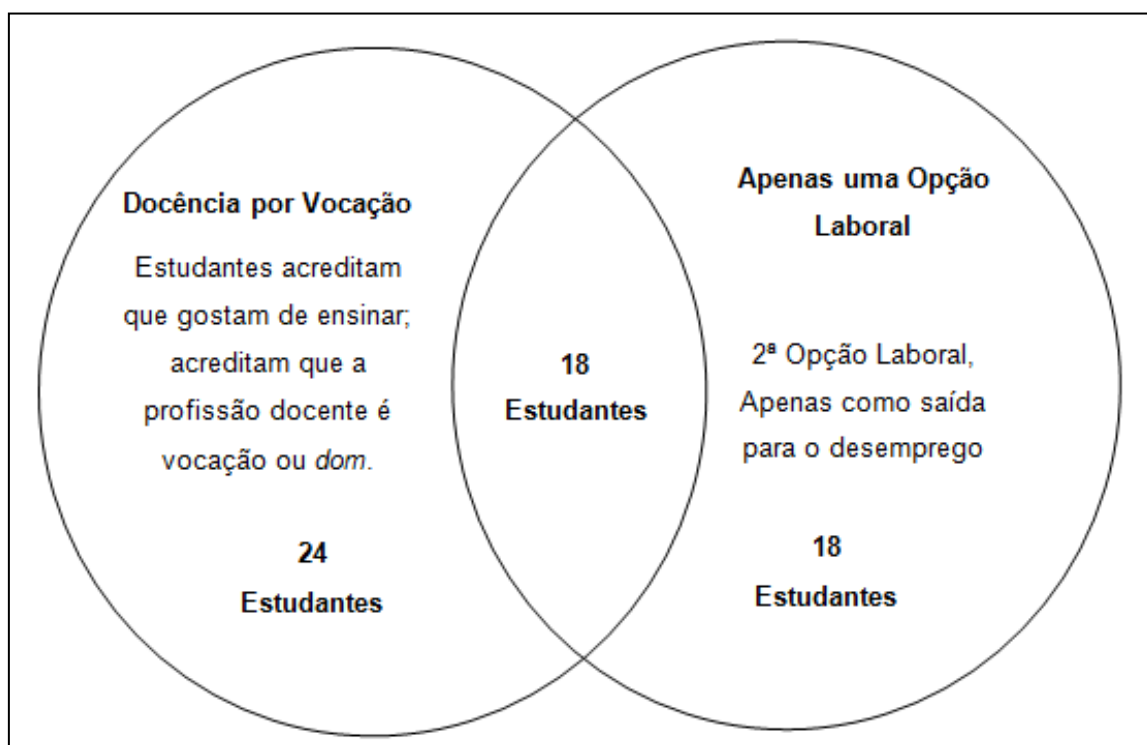 Docência por Vocação
Estudantes acreditam
que gostam de ensinar;
acreditam que a
profissão docente é
vocação ou dom.
24
Estudantes
18
Estudantes
Apenas uma Opção
Laboral
2ª Opção Laboral,
Apenas como saída
para o desemprego
18
Estudantes